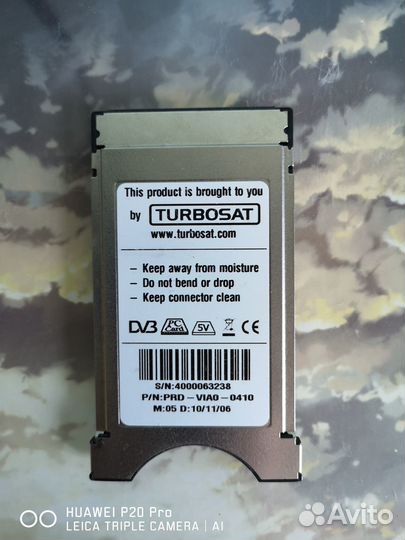 This product is brought to you
by TURBOSAT
www.turbosat.com
– Keep away from moisture
– Do not bend or drop
– Keep connector clean
DVB PC Card 5V CE
S/N:4000063238
P/N:PRD-VIA0-0410
M:05 D:10/11/06
HUAWEI P20 Pro
LEICA TRIPLE CAMERA | AI
Avito